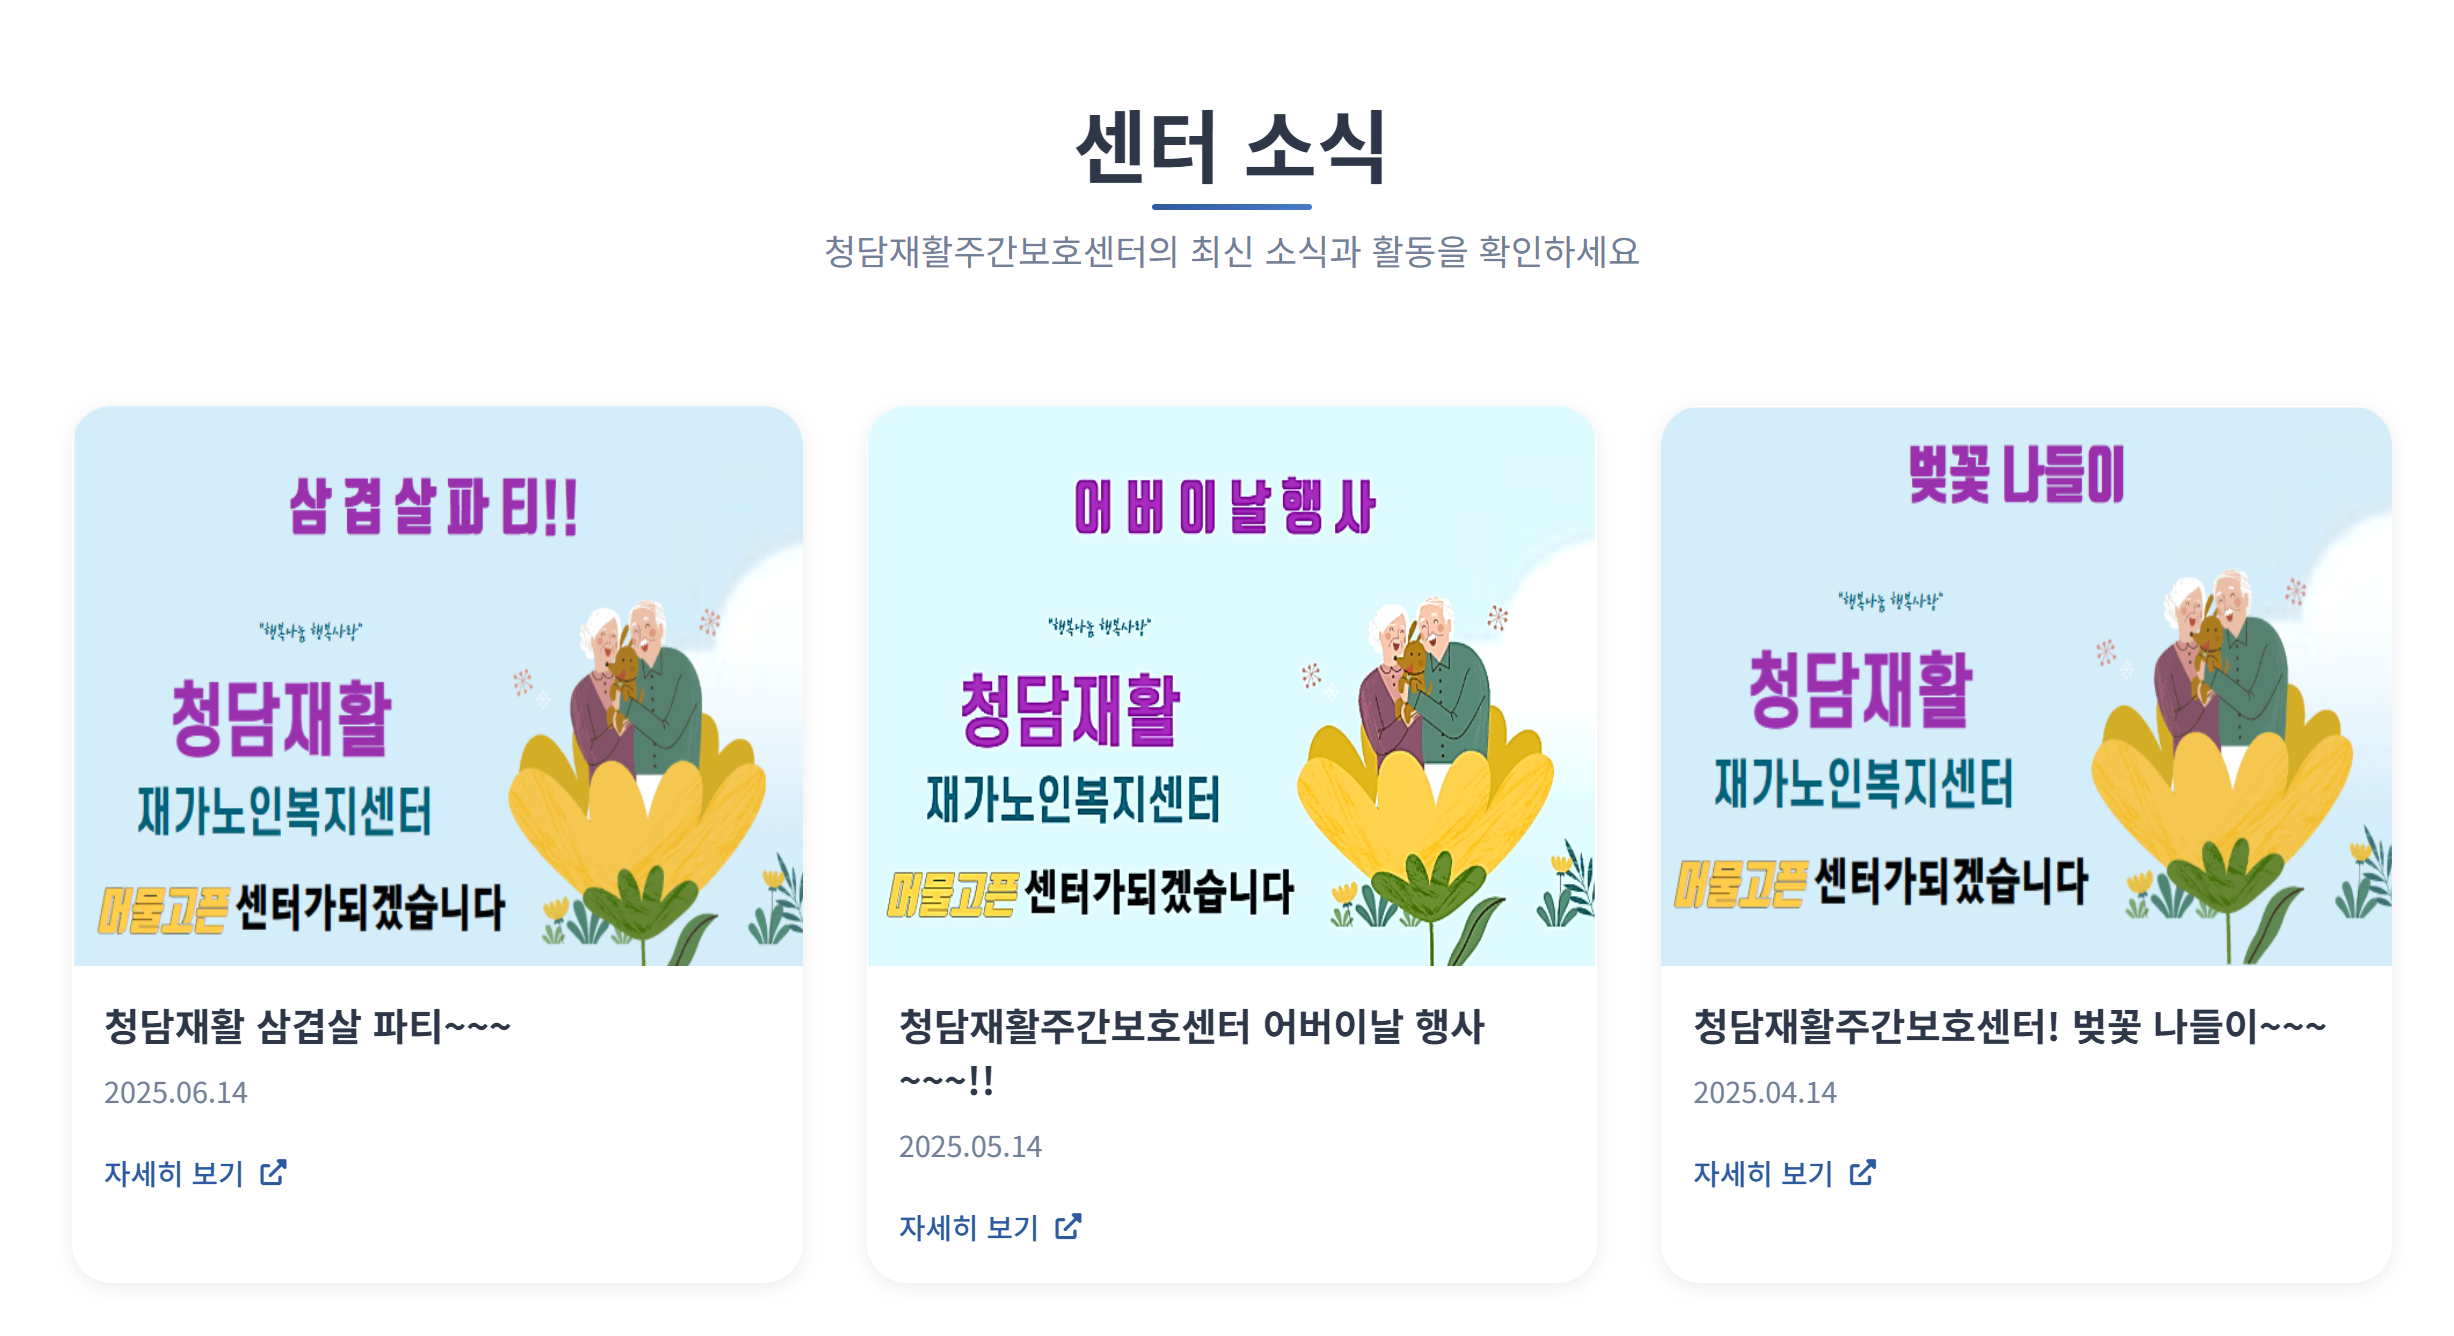 센터 소식
청담재활주간보호센터의 최신 소식과 활동을 확인하세요
삼겹살파티!!
"행복나눔 행복사랑"
청담재활
재가노인복지센터
머물고픈 센터가되겠습니다
청담재활 삼겹살 파티~~~
2025.06.14
자세히 보기
어버이날행사
"행복나눔 행복사랑"
청담재활
재가노인복지센터
머물고픈 센터가되겠습니다
청담재활주간보호센터 어버이날 행사
~~~!!
2025.05.14
자세히 보기
벚꽃 나들이
"행복나눔 행복사랑"
청담재활
재가노인복지센터
머물고픈 센터가되겠습니다
청담재활주간보호센터! 벚꽃 나들이~~~
2025.04.14
자세히 보기